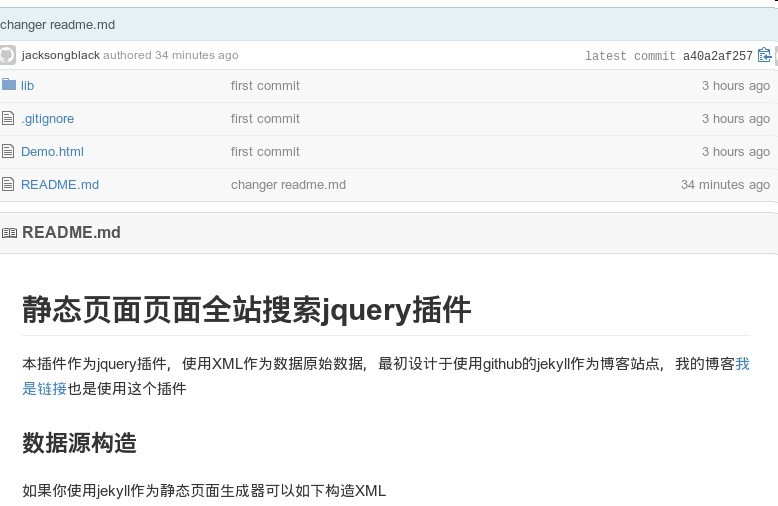 changer readme.md
jacksongblack authored 34 minutes ago latest commit a40a2af257
lib first commit 3 hours ago
.gitignore first commit 3 hours ago
Demo.html first commit 3 hours ago
README.md changer readme.md 34 minutes ago
README.md
静态页面页面全站搜索jquery插件
本插件作为jquery插件，使用XML作为数据原始数据，最初设计于使用github的jekyll作为博客站点，我的博客我
是链接也是使用这个插件
数据源构造
如果你使用jekyll作为静态页面生成器可以如下构造XML